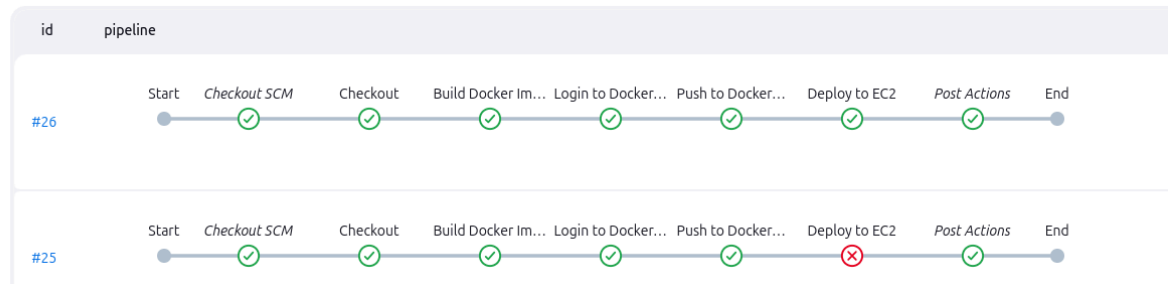 id pipeline
Start Checkout SCM Checkout Build Docker Im... Login to Docker... Push to Docker... Deploy to EC2 Post Actions End
#26
Start Checkout SCM Checkout Build Docker Im... Login to Docker... Push to Docker... Deploy to EC2 Post Actions End
#25